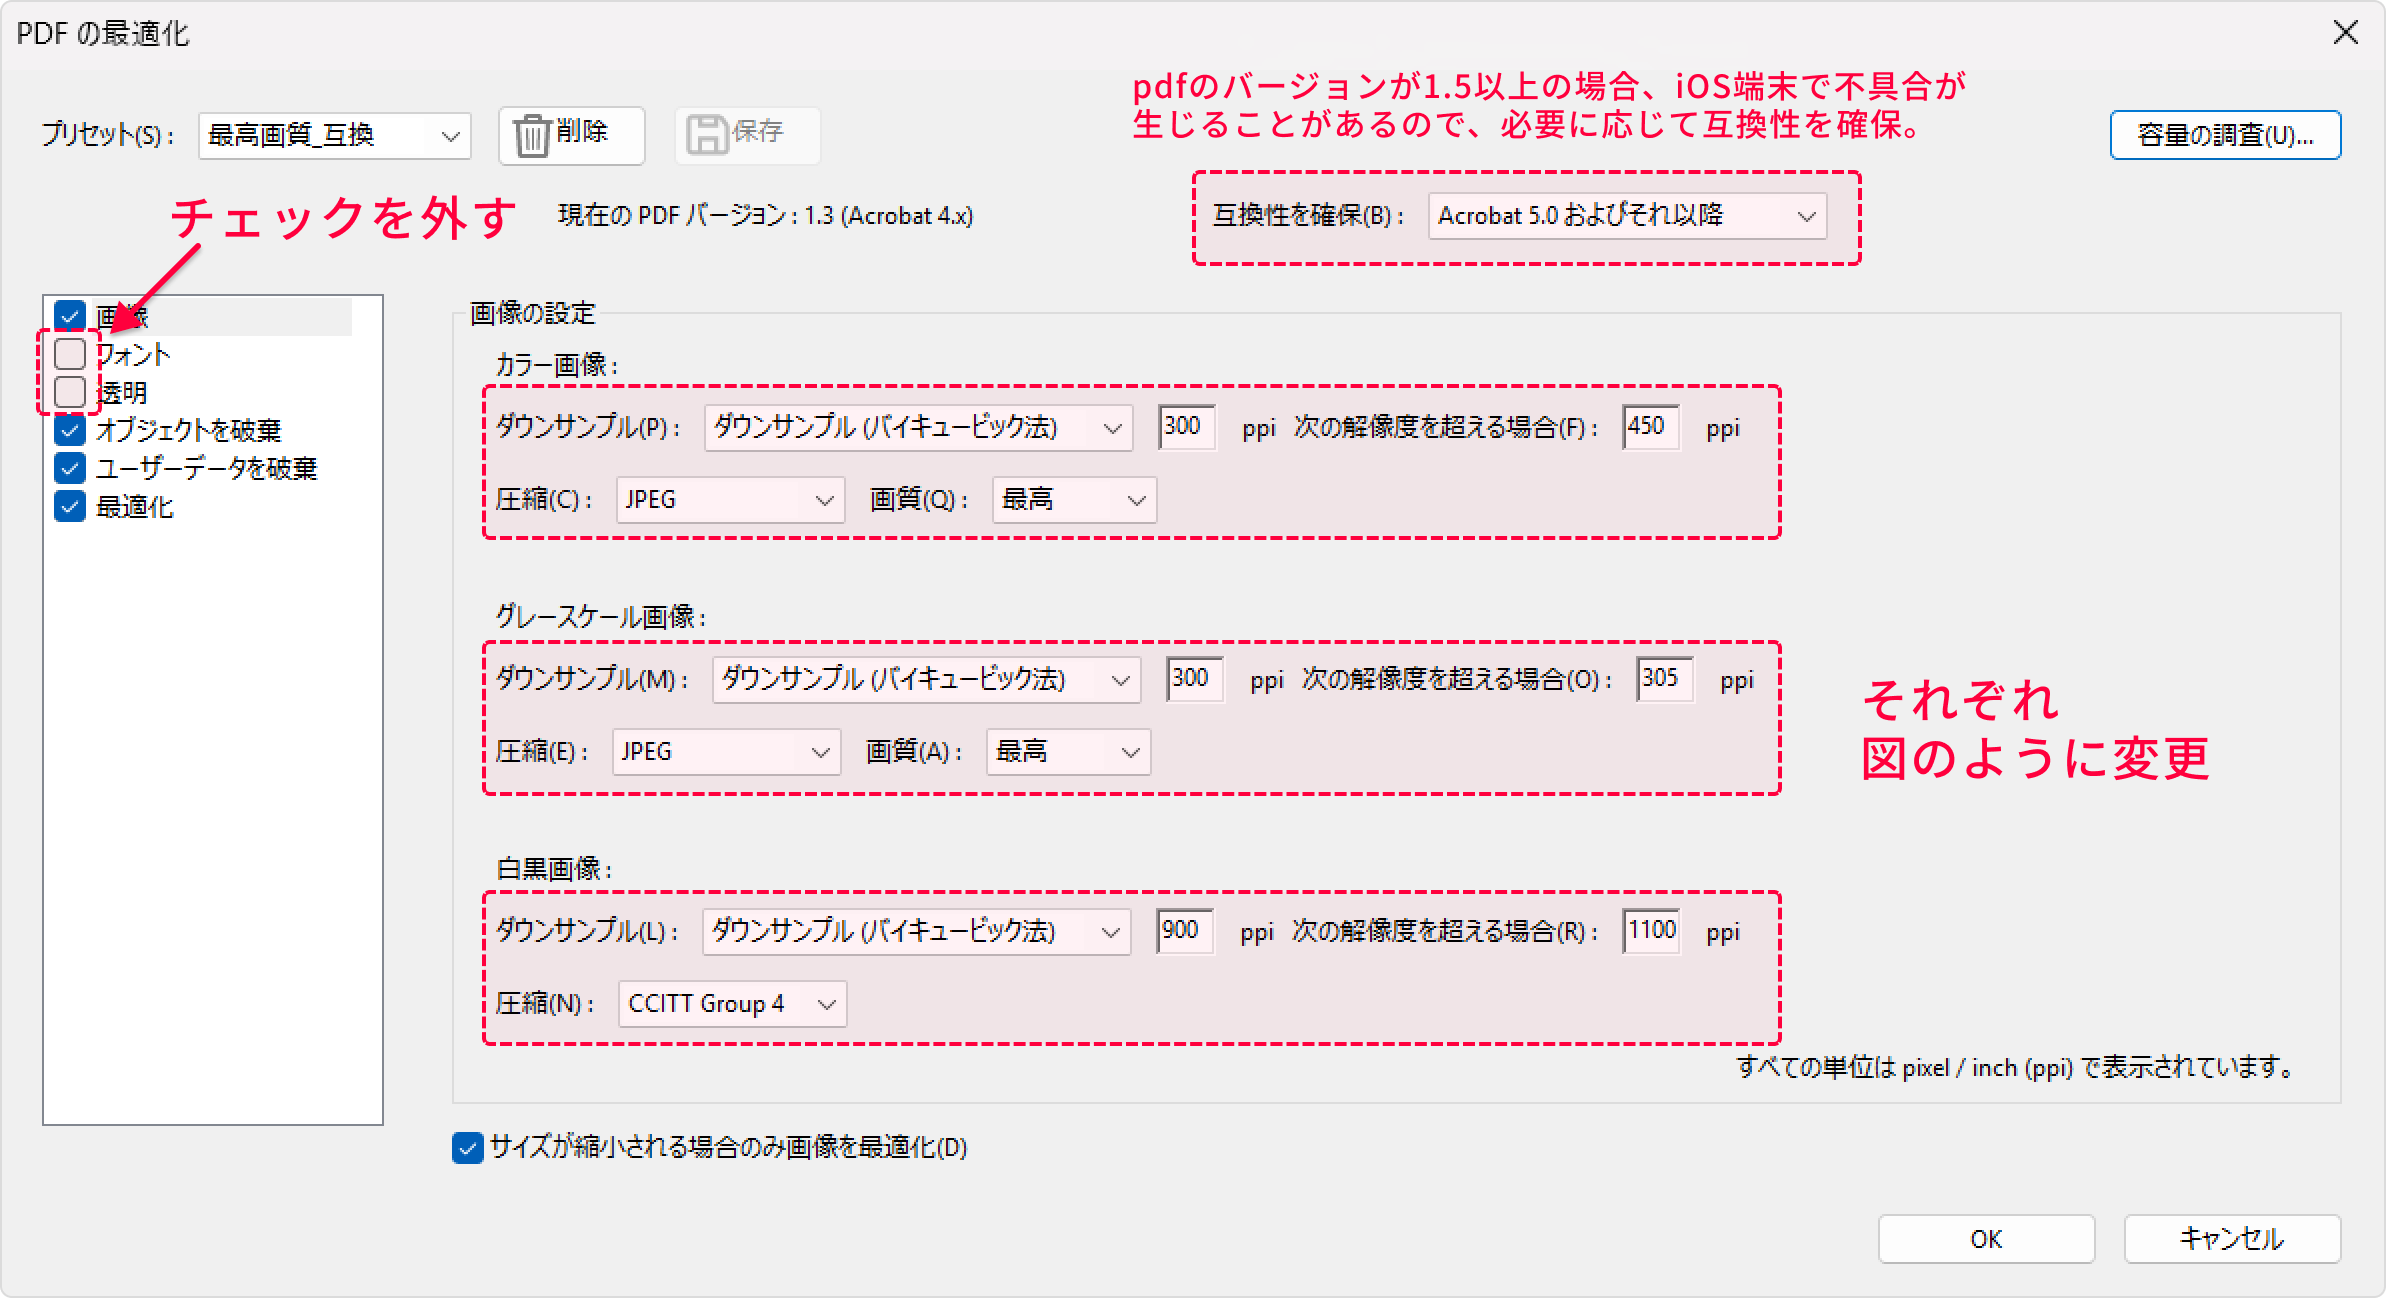 PDF の最適化
pdfのバージョンが1.5以上の場合、iOS端末で不具合が
生じることがあるので、必要に応じて互換性を確保。
プリセット(S) : 最高画質_互換 削除 保存 容量の調査(U)...
チェックを外す
現在の PDF バージョン : 1.3 (Acrobat 4.x) 互換性を確保(B) : Acrobat 5.0 およびそれ以降
画像
フォント
透明
オブジェクトを破棄
ユーザーデータを破棄
最適化
画像の設定
カラー画像 :
ダウンサンプル(P) : ダウンサンプル (バイキュービック法) 300 ppi 次の解像度を超える場合(F) : 450 ppi
圧縮(C) : JPEG 画質(Q) : 最高
グレースケール画像 :
ダウンサンプル(M) : ダウンサンプル (バイキュービック法) 300 ppi 次の解像度を超える場合(O) : 305 ppi
圧縮(E) : JPEG 画質(A) : 最高
それぞれ
図のように変更
白黒画像 :
ダウンサンプル(L) : ダウンサンプル (バイキュービック法) 900 ppi 次の解像度を超える場合(R) : 1100 ppi
圧縮(N) : CCITT Group 4
すべての単位は pixel / inch (ppi) で表示されています。
サイズが縮小される場合のみ画像を最適化(D)
OK キャンセル